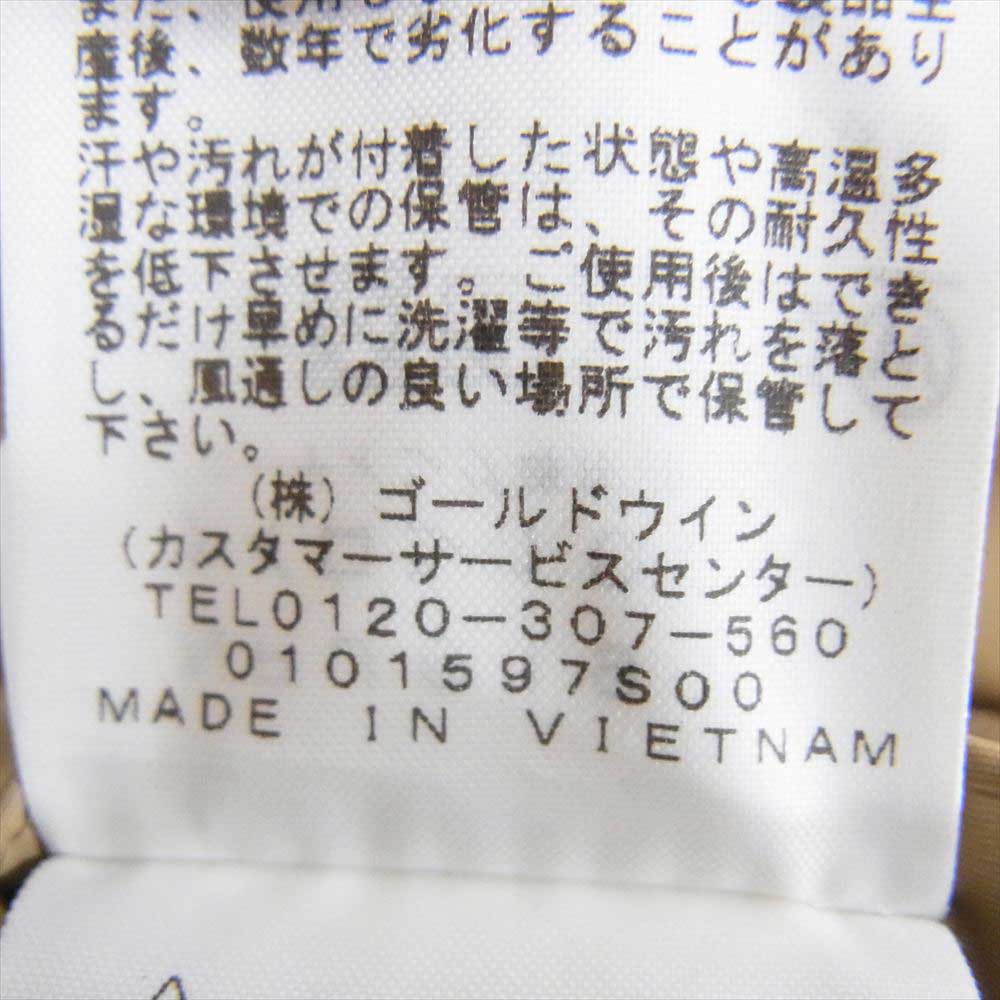 数年で劣化することがあり
ます。
汗や汚れが付着した状態や高温多
湿な環境での保管は、その耐久性
を低下させます。ご使用後はできる
だけ早めに洗濯等で汚れを落と
し、風通しの良い場所で保管して
下さい。
(株)ゴールドウイン
(カスタマーサービスセンター)
TEL0120-307-560
0101597S00
MADE IN VIETNAM